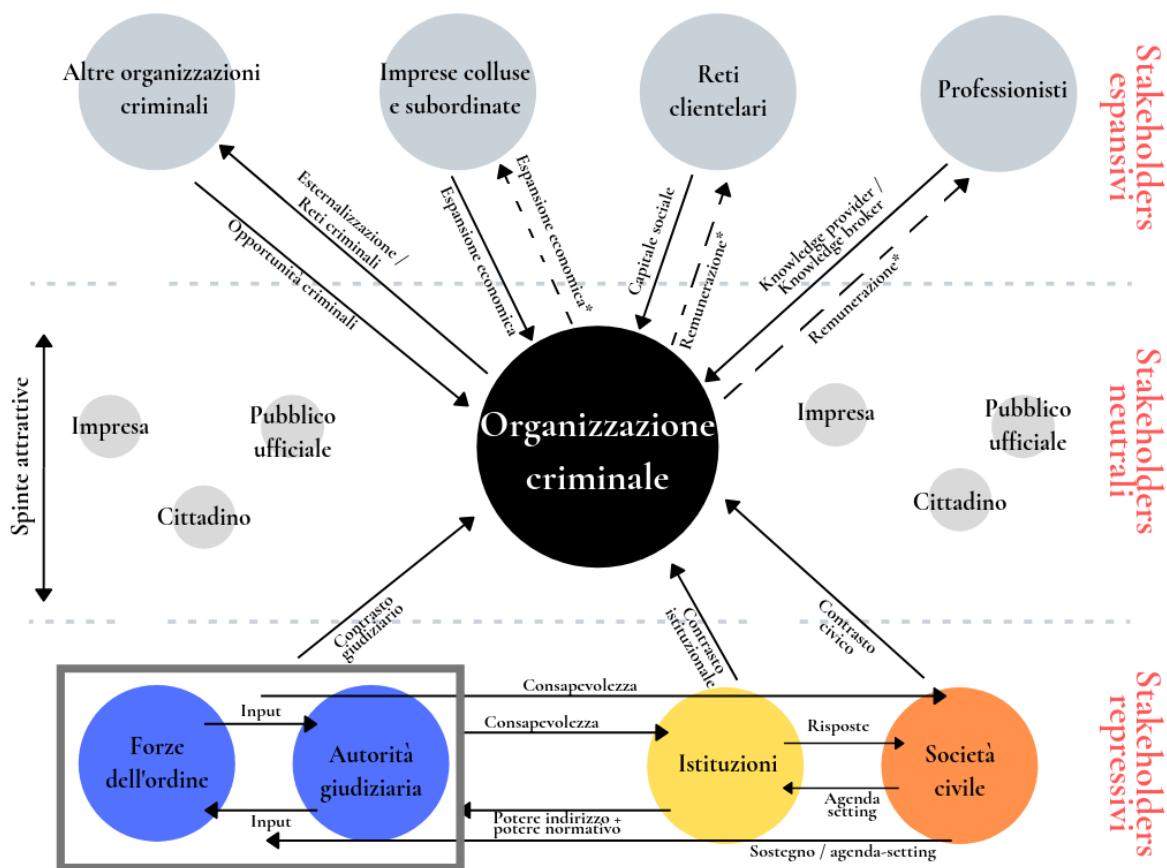 Altre organizzazioni
criminali
Imprese colluse
e subordinate
Reti
clientelari
Professionisti
Stakeholders
espansivi
Esternalizzazione /
Reti criminali
Opportunità criminali
Espansione economica
Espansione economica*
Capitale sociale
Remunerazione*
Knowledge provider /
Knowledge broker
Remunerazione*
Spinte attrattive
Impresa
Pubblico
ufficiale
Cittadino
Organizzazione
criminale
Impresa
Pubblico
ufficiale
Cittadino
Stakeholders
neutrali
Contrasto
giudiziario
Contrasto
istituzionale
Contrasto
civico
Forze
dell'ordine
Input
Input
Autorità
giudiziaria
Consapevolezza
Consapevolezza
Potere indirizzo +
potere normativo
Istituzioni
Risposte
Agenda
setting
Società
civile
Sostegno / agenda-setting
Stakeholders
repressivi